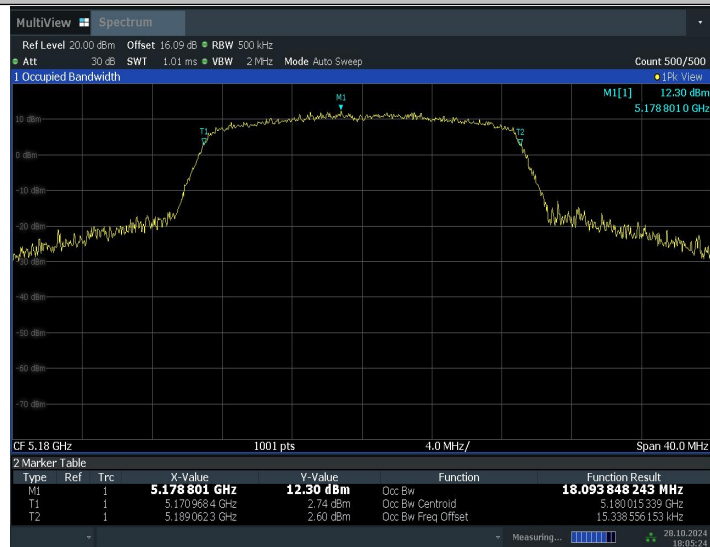 MultiView Spectrum
Ref Level 20.00 dBm Offset 16.09 dB RBW 500 kHz
Att 30 dB SWT 1.01 ms VBW 2 MHz Mode Auto Sweep Count 500/500
1 Occupied Bandwidth 1Pk View
M1[1] 12.30 dBm
5.178 801 0 GHz
M1
10 dBm
T1 T2
0 dBm
-10 dBm
-20 dBm
-30 dBm
-40 dBm
-50 dBm
-60 dBm
-70 dBm
CF 5.18 GHz 1001 pts 4.0 MHz/ Span 40.0 MHz
2 Marker Table
Type Ref Trc X-Value Y-Value Function Function Result
M1 1 5.178 801 GHz 12.30 dBm Occ Bw 18.093 848 243 MHz
T1 1 5.170 968 4 GHz 2.74 dBm Occ Bw Centroid 5.180 015 339 GHz
T2 1 5.189 062 3 GHz 2.60 dBm Occ Bw Freq Offset 15.338 556 153 kHz
Measuring... 28.10.2024
18:05:24